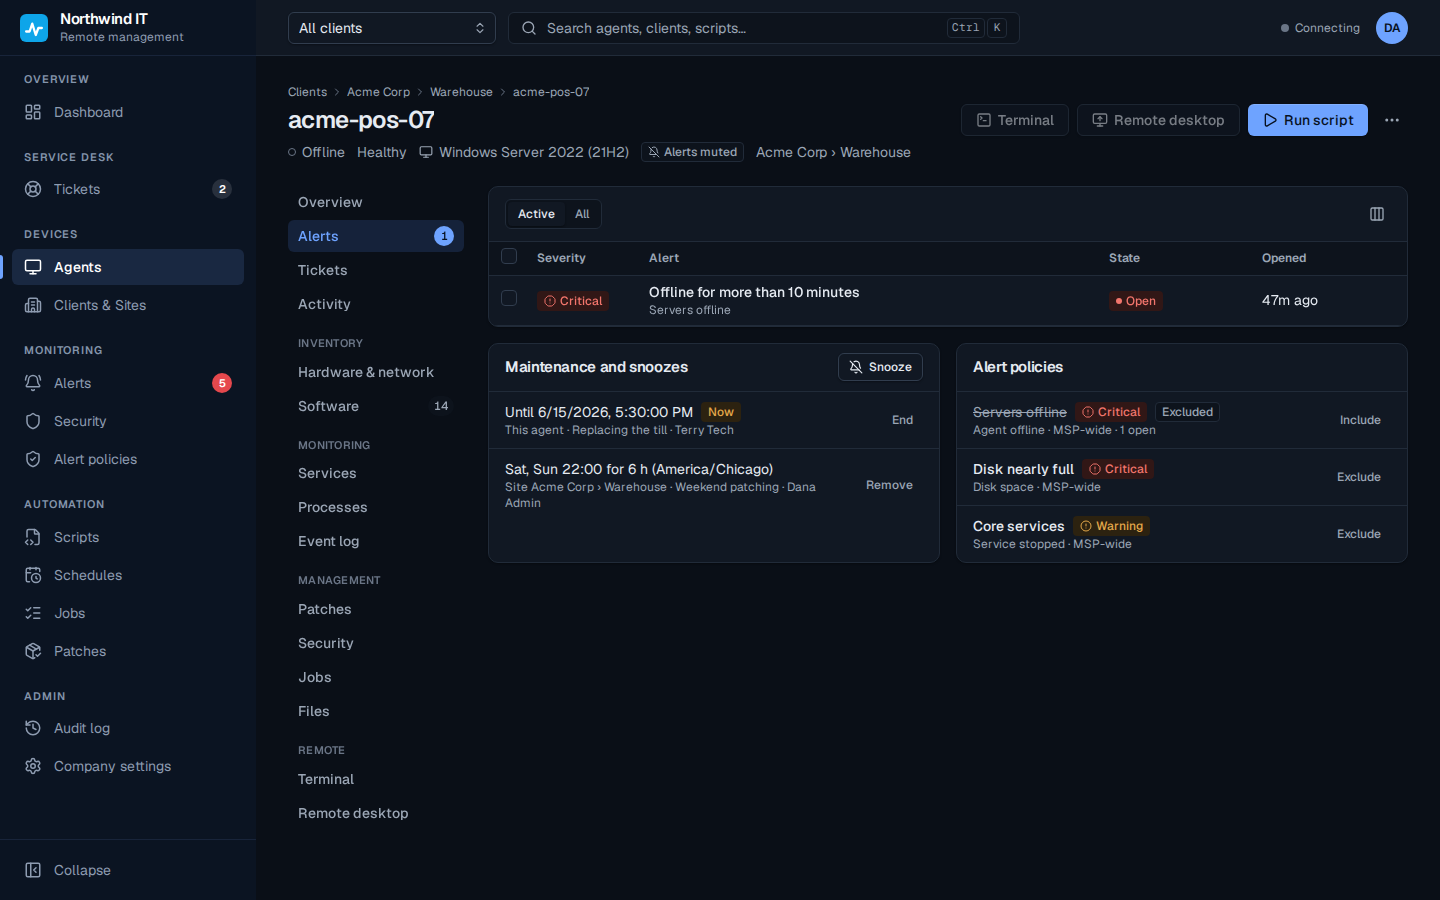 Northwind IT
Remote management
All clients
Search agents, clients, scripts...
Ctrl K
Connecting
DA
OVERVIEW
Dashboard
SERVICE DESK
Tickets 2
DEVICES
Agents
Clients & Sites
MONITORING
Alerts 5
Security
Alert policies
AUTOMATION
Scripts
Schedules
Jobs
Patches
ADMIN
Audit log
Company settings
Collapse
Clients > Acme Corp > Warehouse > acme-pos-07
acme-pos-07
Terminal
Remote desktop
Run script
Offline Healthy Windows Server 2022 (21H2) Alerts muted Acme Corp › Warehouse
Overview
Alerts 1
Tickets
Activity
INVENTORY
Hardware & network
Software 14
MONITORING
Services
Processes
Event log
MANAGEMENT
Patches
Security
Jobs
Files
REMOTE
Terminal
Remote desktop
Active All
Severity Alert State Opened
Critical Offline for more than 10 minutes Open 47m ago
Servers offline
Maintenance and snoozes
Snooze
Until 6/15/2026, 5:30:00 PM Now
This agent · Replacing the till · Terry Tech
End
Sat, Sun 22:00 for 6 h (America/Chicago)
Site Acme Corp › Warehouse · Weekend patching · Dana
Admin
Remove
Alert policies
Servers offline Critical Excluded
Agent offline · MSP-wide · 1 open
Include
Disk nearly full Critical
Disk space · MSP-wide
Exclude
Core services Warning
Service stopped · MSP-wide
Exclude